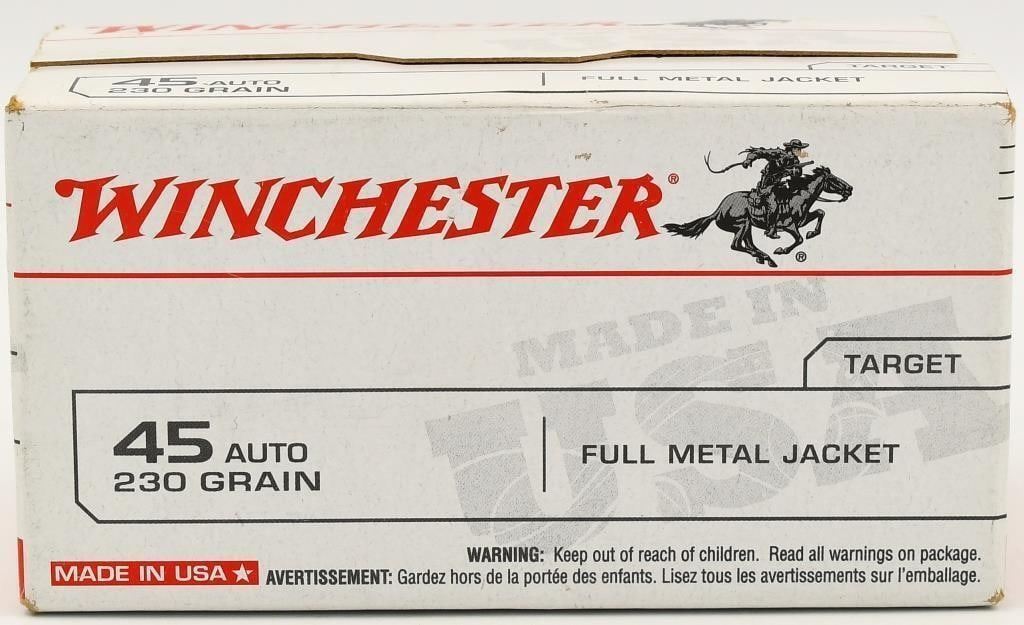 45 AUTO
230 GRAIN
FULL METAL JACKET
TARGET
WINCHESTER®
®
MADE IN
USA
TARGET
45 AUTO
230 GRAIN
FULL METAL JACKET
WARNING: Keep out of reach of children. Read all warnings on package.
MADE IN USA
AVERTISSEMENT: Gardez hors de la portée des enfants. Lisez tous les avertissements sur l'emballage.